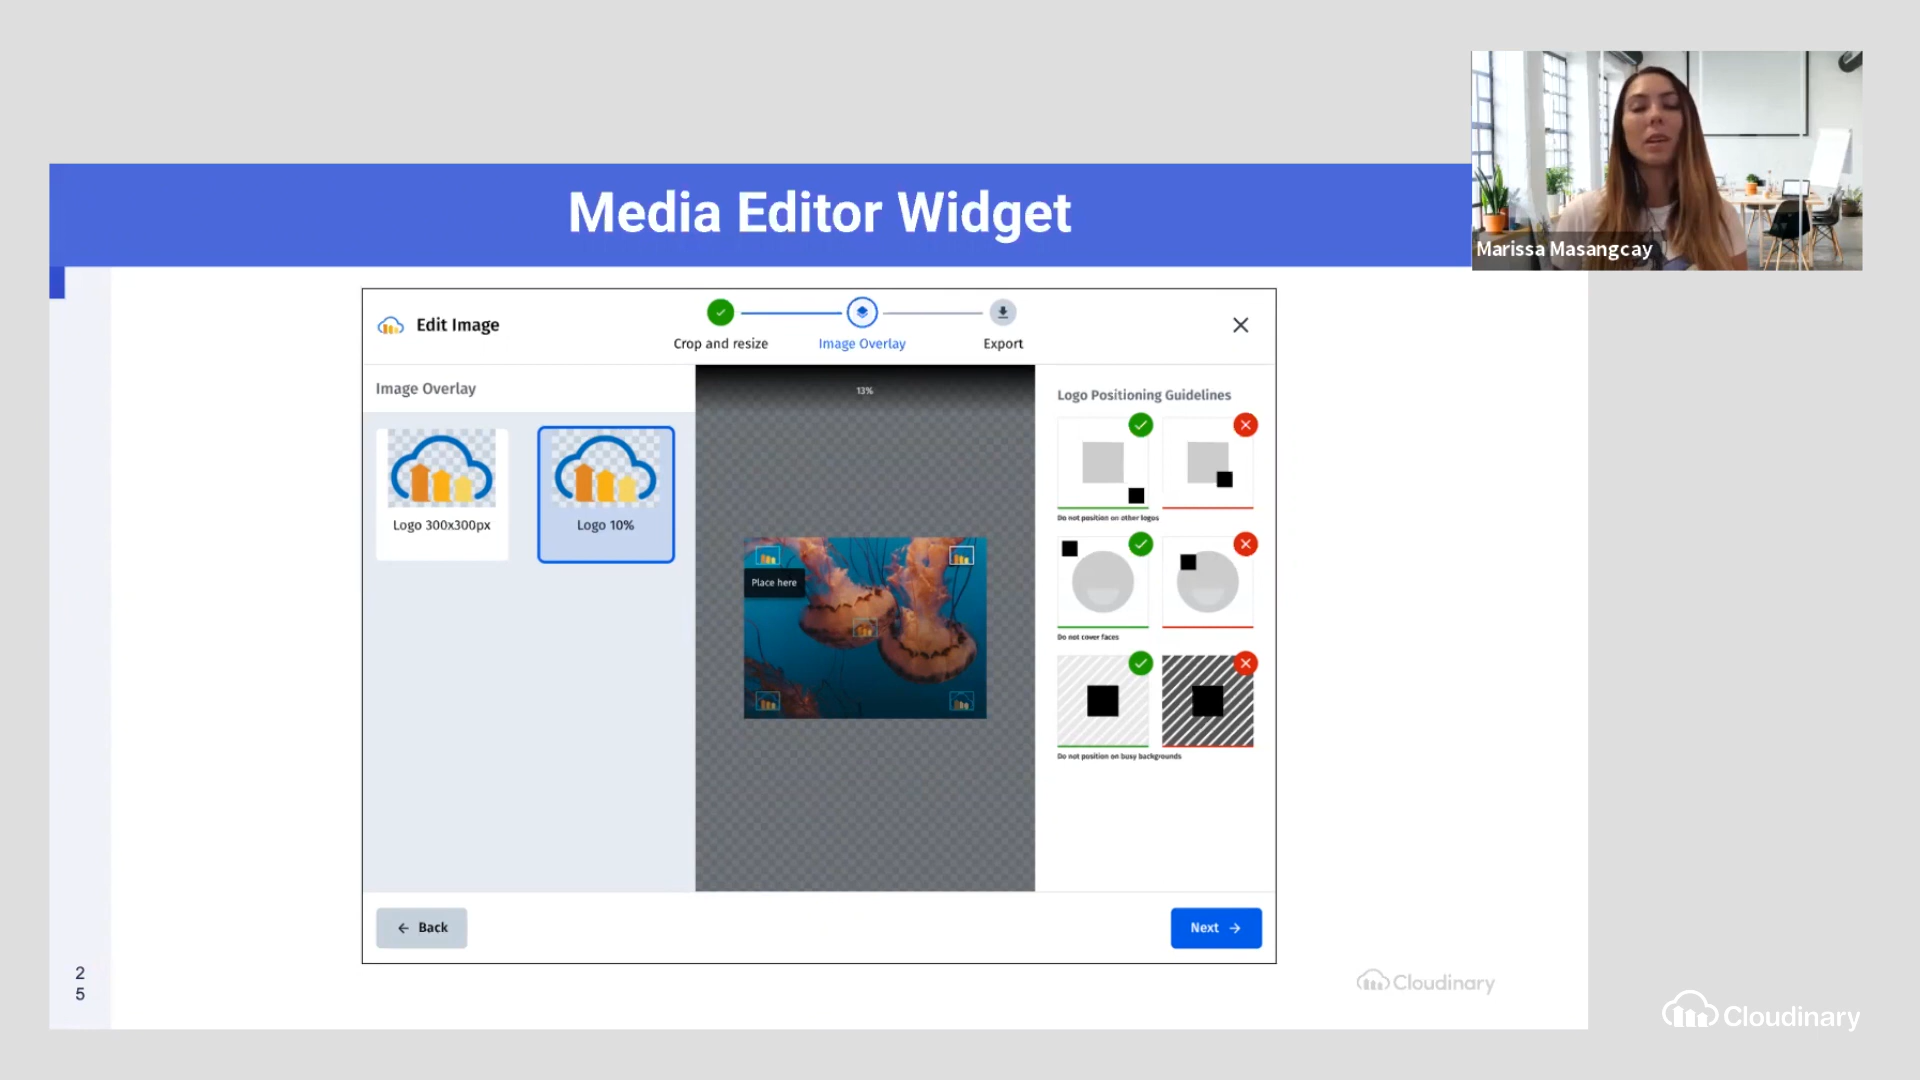 Media Editor Widget
Marissa Masangcay
Edit Image
Crop and resize
Image Overlay
Export
Image Overlay
13%
Logo Positioning Guidelines
Logo 300x300px
Logo 10%
Do not position on other logos
Place here
Do not cover faces
Do not position on busy backgrounds
Back
Next
2
5
Cloudinary
Cloudinary